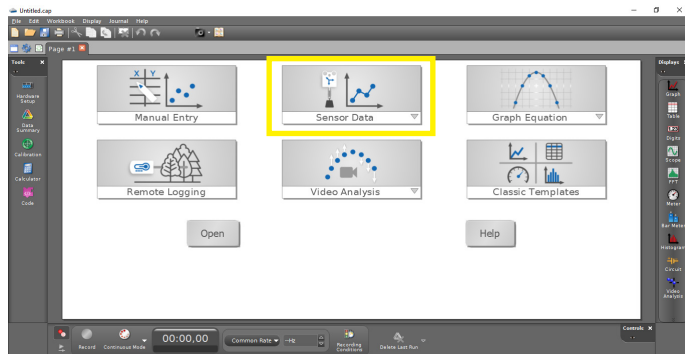 Untitled.cap
File Edit Workbook Display Journal Help
Page #1
Tools
Hardware Setup
Data Summary
Calibration
Calculator
Code
X Y
Manual Entry
Sensor Data
Graph Equation
Remote Logging
Video Analysis
Classic Templates
Open
Help
Displays
Graph
Table
Digits
Scope
FFT
Meter
Bar Meter
Histogram
Circuit
Video Analysis
Record
Continuous Mode
00:00,00
Common Rate
--Hz
Recording Conditions
Delete Last Run
Controls